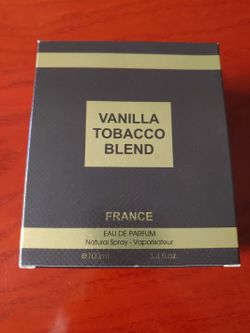 VANILLA
TOBACCO
BLEND
FRANCE
EAU DE PARFUM
Natural Spray - Vaporisateur
℮100ml 3.4 fl.oz.